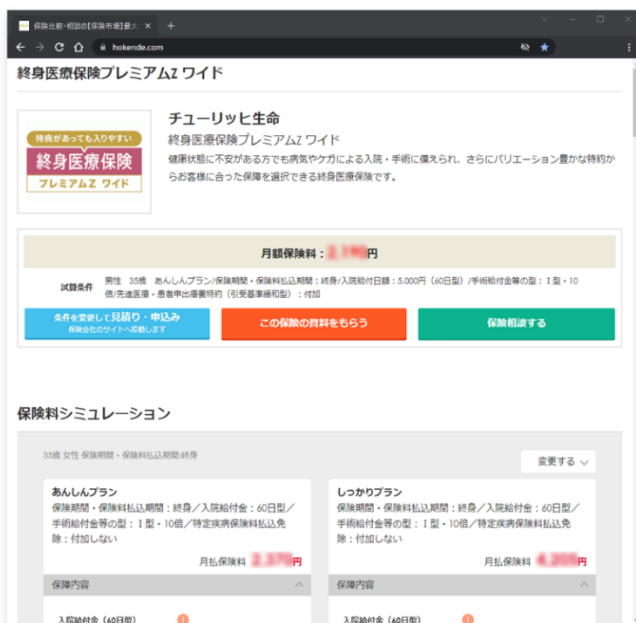 保険比較・相談の【保険市場】最大
hokende.com
終身医療保険プレミアムZ ワイド
持病があっても入りやすい
終身医療保険
プレミアムZ ワイド
チューリッヒ生命
終身医療保険プレミアムZ ワイド
健康状態に不安がある方でも病気やケガによる入院・手術に備えられ、さらにバリエーション豊かな特約か
らお客様に合った保障を選択できる終身医療保険です。
月額保険料：円
試算条件
男性 35歳 あんしんプラン/保険期間・保険料払込期間：終身/入院給付日額：5,000円（60日型）/手術給付金等の型：Ⅰ型・10
倍/先進医療・患者申出療養特約（引受基準緩和型）：付加
条件を変更して見積り・申込み
保険会社のサイトへ移動します
この保険の資料をもらう
保険相談する
保険料シミュレーション
35歳 女性 保険期間・保険料払込期間:終身
変更する
あんしんプラン
保険期間・保険料払込期間：終身／入院給付金：60日型／
手術給付金等の型：Ⅰ型・10倍／特定疾病保険料払込免
除：付加しない
月払保険料 円
保障内容
入院給付金（60日型）
しっかりプラン
保険期間・保険料払込期間：終身／入院給付金：60日型／
手術給付金等の型：Ⅰ型・10倍／特定疾病保険料払込免
除：付加しない
月払保険料 円
保障内容
入院給付金（60日型）